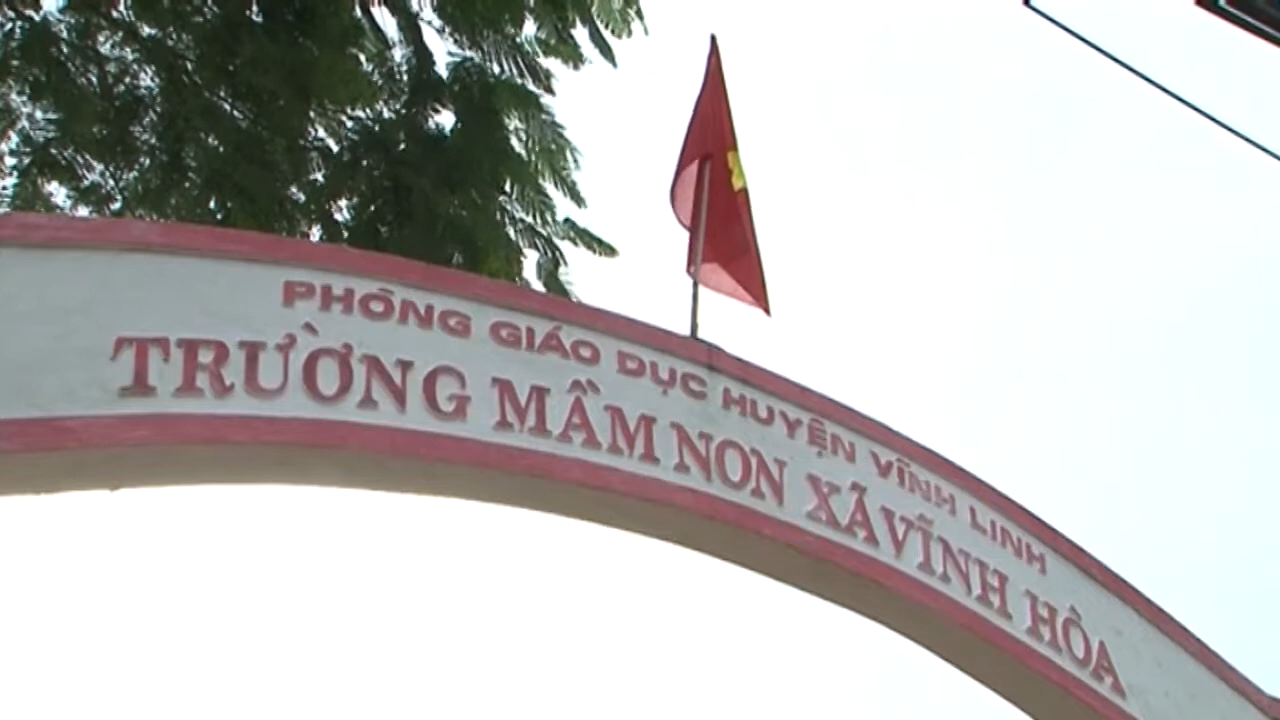 PHÒNG GIÁO DỤC HUYỆN VĨNH LINH
TRƯỜNG MẦM NON XÃ VĨNH HÒA